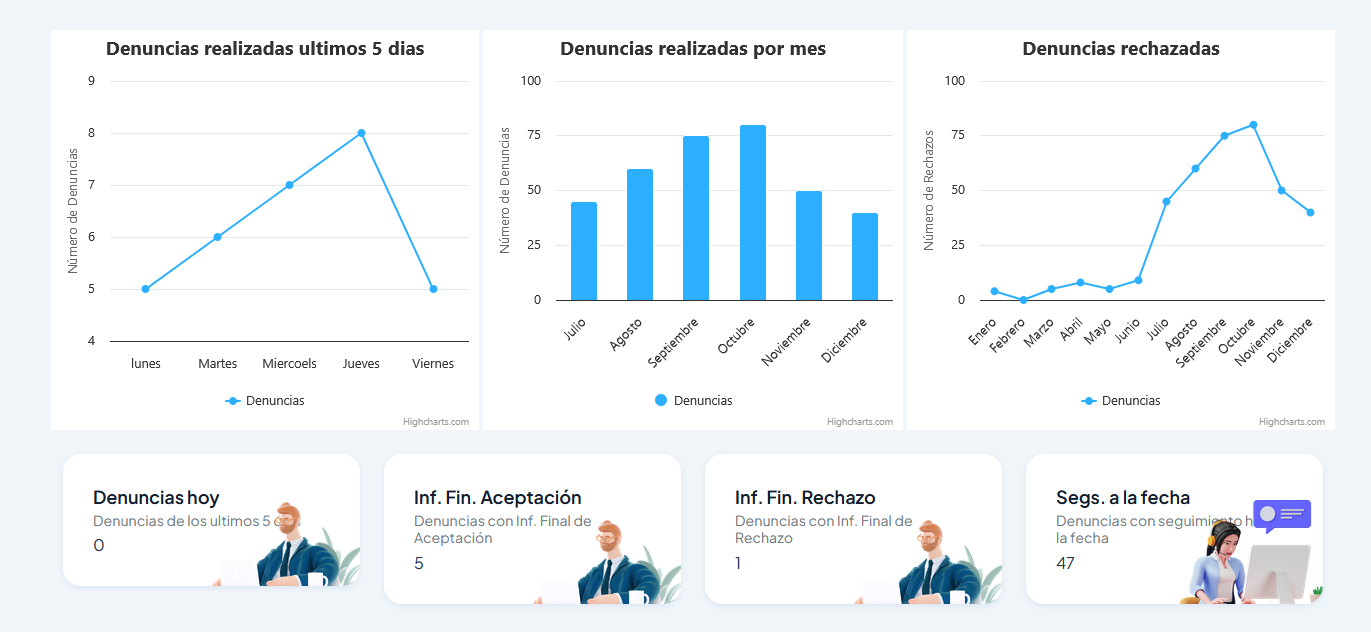 Denuncias realizadas ultimos 5 dias
9
8
7
6
5
4
Número de Denuncias
lunes
Martes
Miercoels
Jueves
Viernes
Denuncias
Highcharts.com
Denuncias realizadas por mes
100
75
50
25
0
Número de Denuncias
Julio
Agosto
Septiembre
Octubre
Noviembre
Diciembre
Denuncias
Highcharts.com
Denuncias rechazadas
100
75
50
25
0
Número de Rechazos
Enero
Febrero
Marzo
Abril
Mayo
Junio
Julio
Agosto
Septiembre
Octubre
Noviembre
Diciembre
Denuncias
Highcharts.com
Denuncias hoy
Denuncias de los ultimos 5
0
Inf. Fin. Aceptación
Denuncias con Inf. Final de
Aceptación
5
Inf. Fin. Rechazo
Denuncias con Inf. Final de
Rechazo
1
Segs. a la fecha
Denuncias con seguimiento
la fecha
47